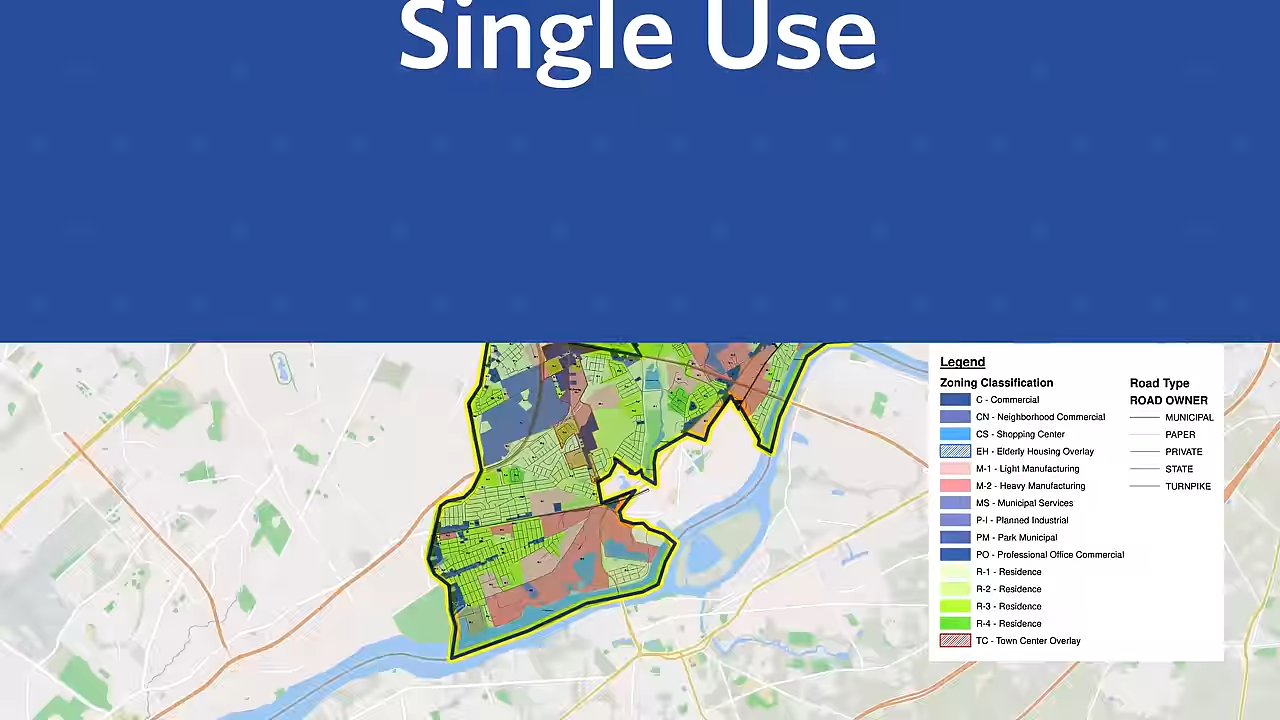 Single Use
Legend
Zoning Classification
C - Commercial
CN - Neighborhood Commercial
CS - Shopping Center
EH - Elderly Housing Overlay
M-1 - Light Manufacturing
M-2 - Heavy Manufacturing
MS - Municipal Services
P-I - Planned Industrial
PM - Park Municipal
PO - Professional Office Commercial
R-1 - Residence
R-2 - Residence
R-3 - Residence
R-4 - Residence
TC - Town Center Overlay
Road Type
ROAD OWNER
MUNICIPAL
PAPER
PRIVATE
STATE
TURNPIKE